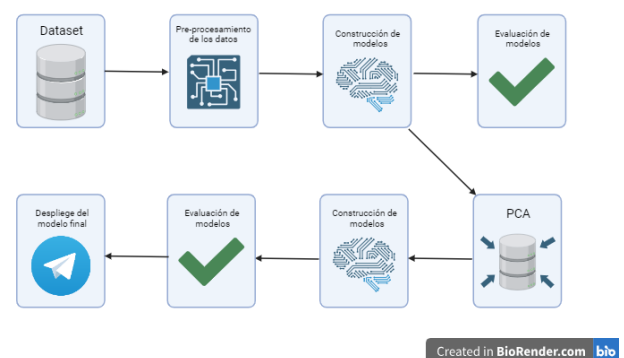 Dataset
Pre-procesamiento
de los datos
Construcción de
modelos
Evaluación de
modelos
Despliege del
modelo final
Evaluación de
modelos
Construcción de
modelos
PCA
Created in BioRender.com bio